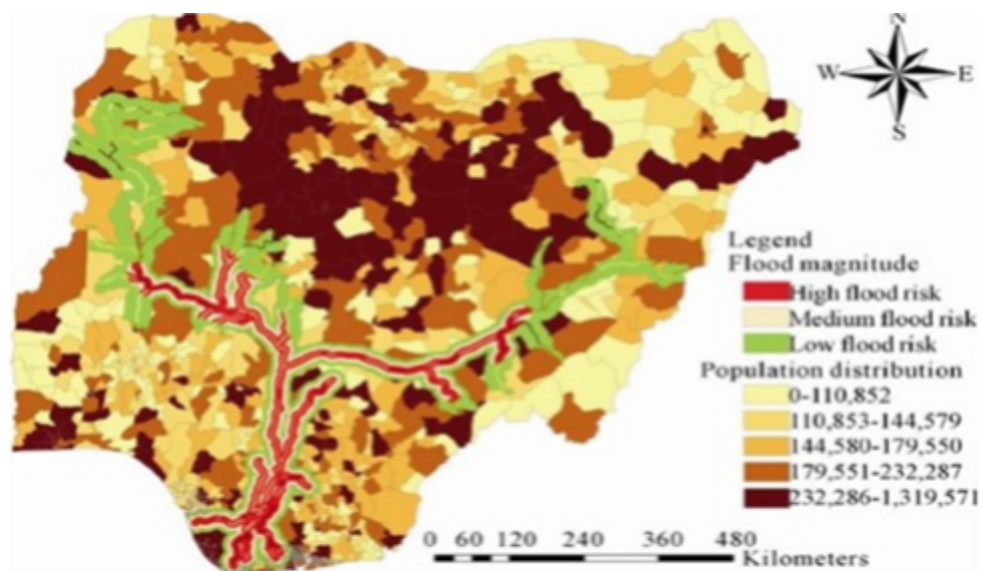 N
W E
S
Legend
Flood magnitude
High flood risk
Medium flood risk
Low flood risk
Population distribution
0-110,852
110,853-144,579
144,580-179,550
179,551-232,287
232,286-1,319,571
0 60 120 240 360 480
Kilometers